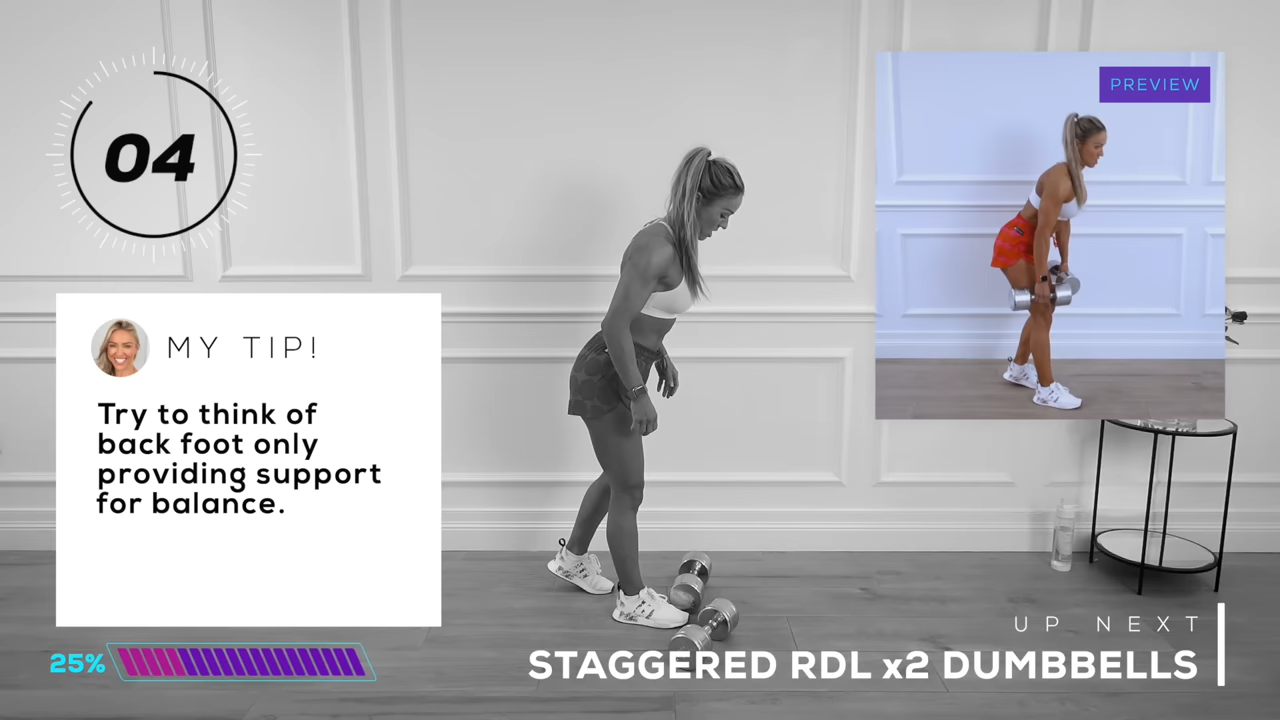 04
PREVIEW
MY TIP!
Try to think of
back foot only
providing support
for balance.
25%
UP NEXT
STAGGERED RDL x2 DUMBBELLS